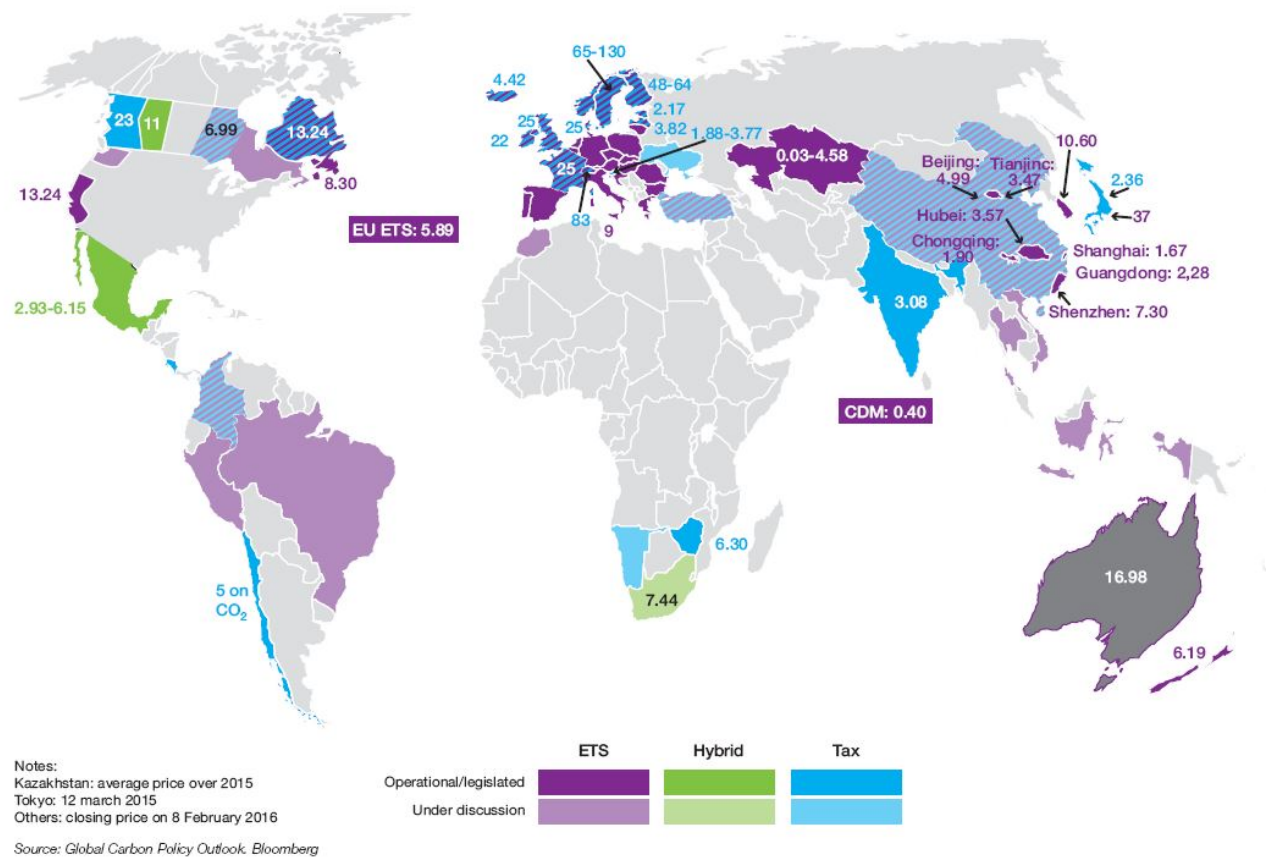 65-130
4.42
48-64
23
11
6.99
13.24
25
22
25
2.17
3.82
1.88-3.77
25
0.03-4.58
10.60
Beijing:
4.99
Tianjinc:
3.47
2.36
13.24
8.30
EU ETS: 5.89
83
9
37
Hubei: 3.57
Chongqing:
1.90
Shanghai: 1.67
Guangdong: 2,28
Shenzhen: 7.30
2.93-6.15
3.08
CDM: 0.40
5 on
CO₂
6.30
7.44
16.98
6.19
ETS
Hybrid
Tax
Operational/legislated
Under discussion
Notes:
Kazakhstan: average price over 2015
Tokyo: 12 march 2015
Others: closing price on 8 February 2016
Source: Global Carbon Policy Outlook. Bloomberg